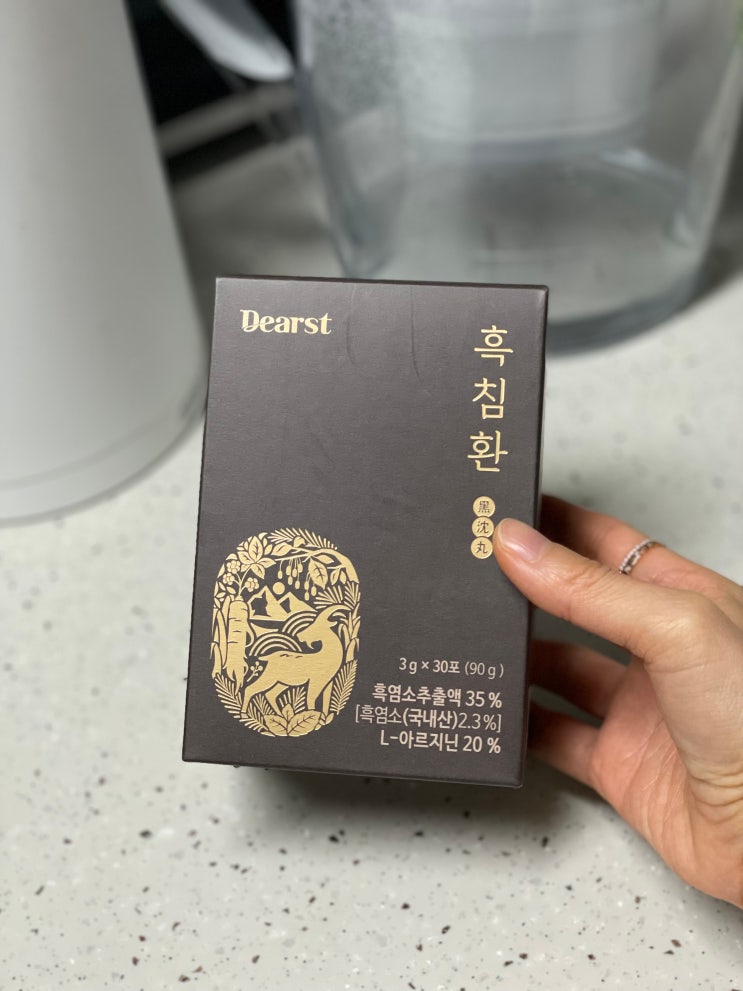 Dearst
흑침환
黑沈丸
3g × 30포 (90g)
흑염소추출액 35 %
[흑염소(국내산)2.3%]
L-아르지닌 20 %